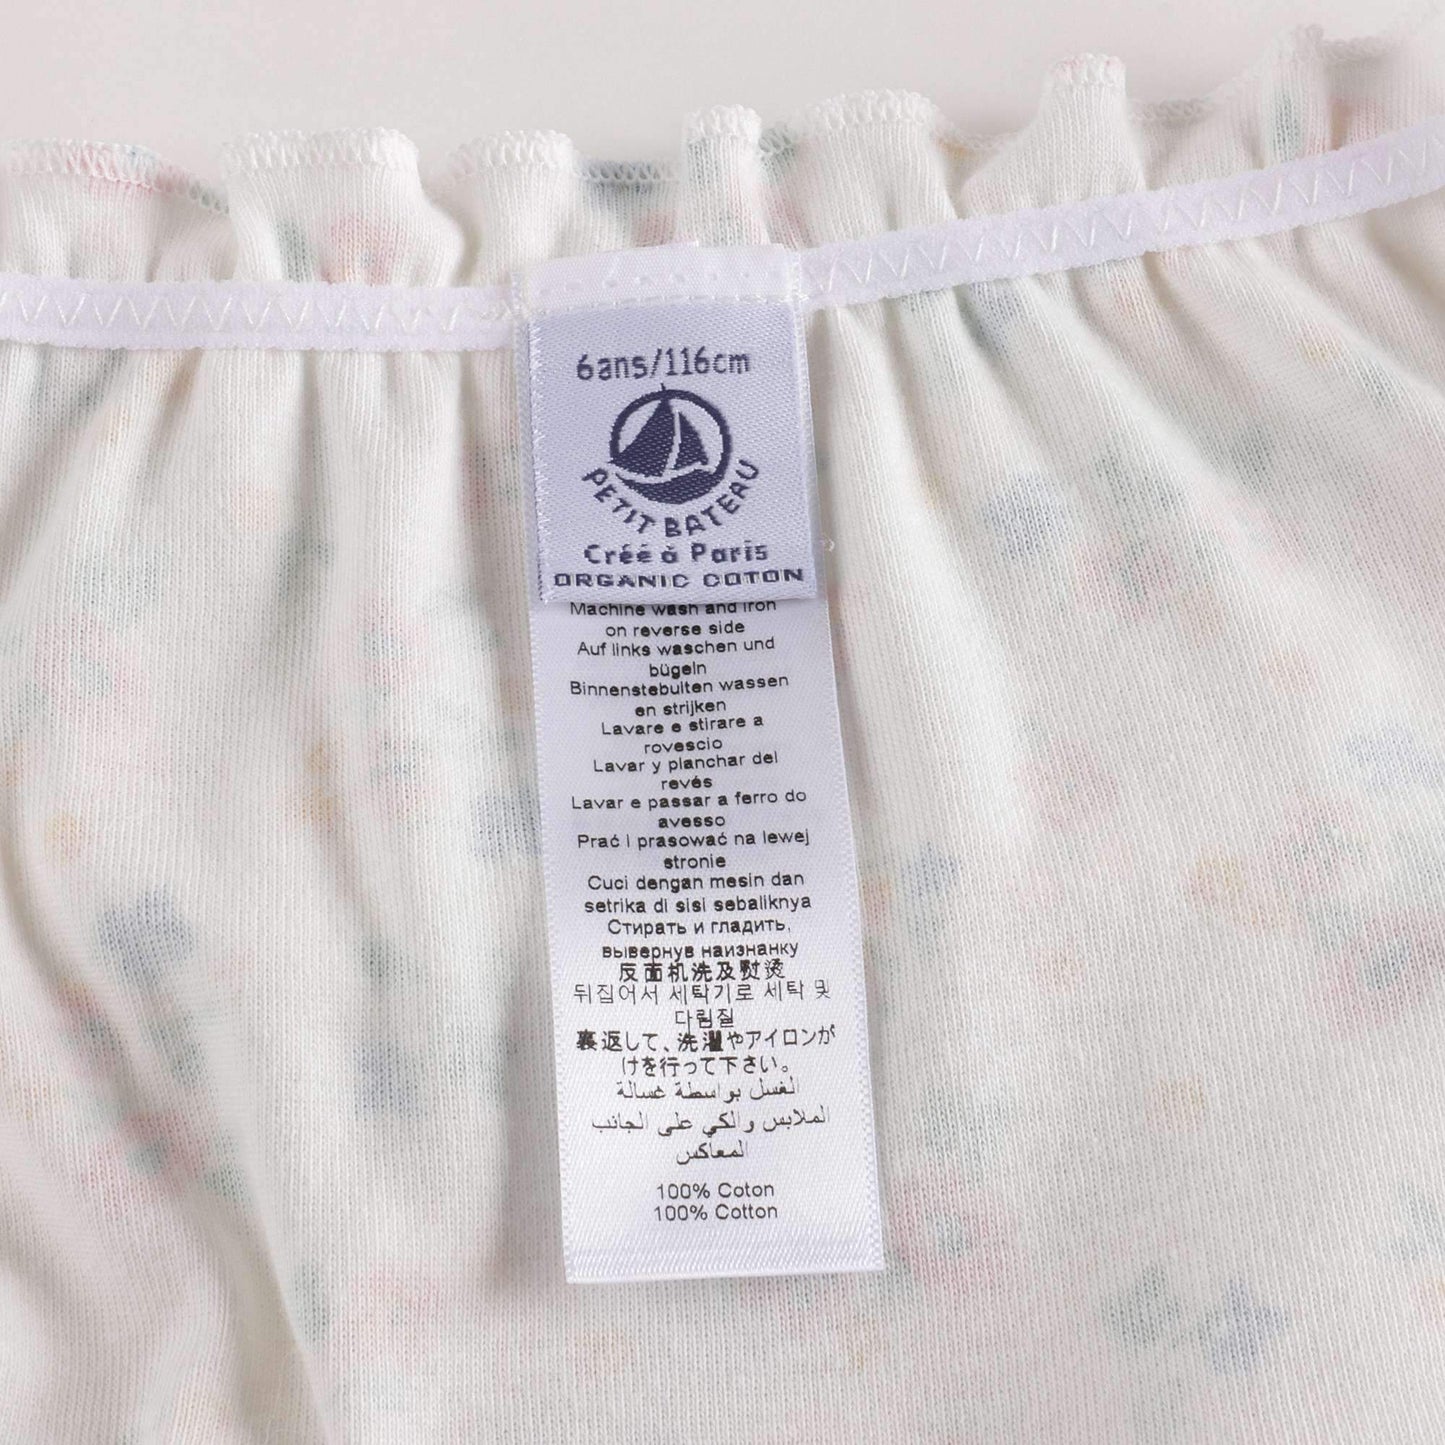 6ans/116cm
PETIT BATEAU
Créé à Paris
ORGANIC COTON
Machine wash and iron
on reverse side
Auf links waschen und
bügeln
Binnenstebuiten wassen
en strijken
Lavare e stirare a
rovescio
Lavar y planchar del
revés
Lavar e passar a ferro do
avesso
Prać i prasować na lewej
stronie
Cuci dengan mesin dan
setrika di sisi sebaliknya
Стирать и гладить,
вывернув наизнанку
反面机洗及熨烫
뒤집어서 세탁기로 세탁 및
다림질
裏返して、洗濯やアイロンが
けを行って下さい。
الغسل بواسطة غسالة
الملابس والكي على الجانب
المعاكس
100% Coton
100% Cotton